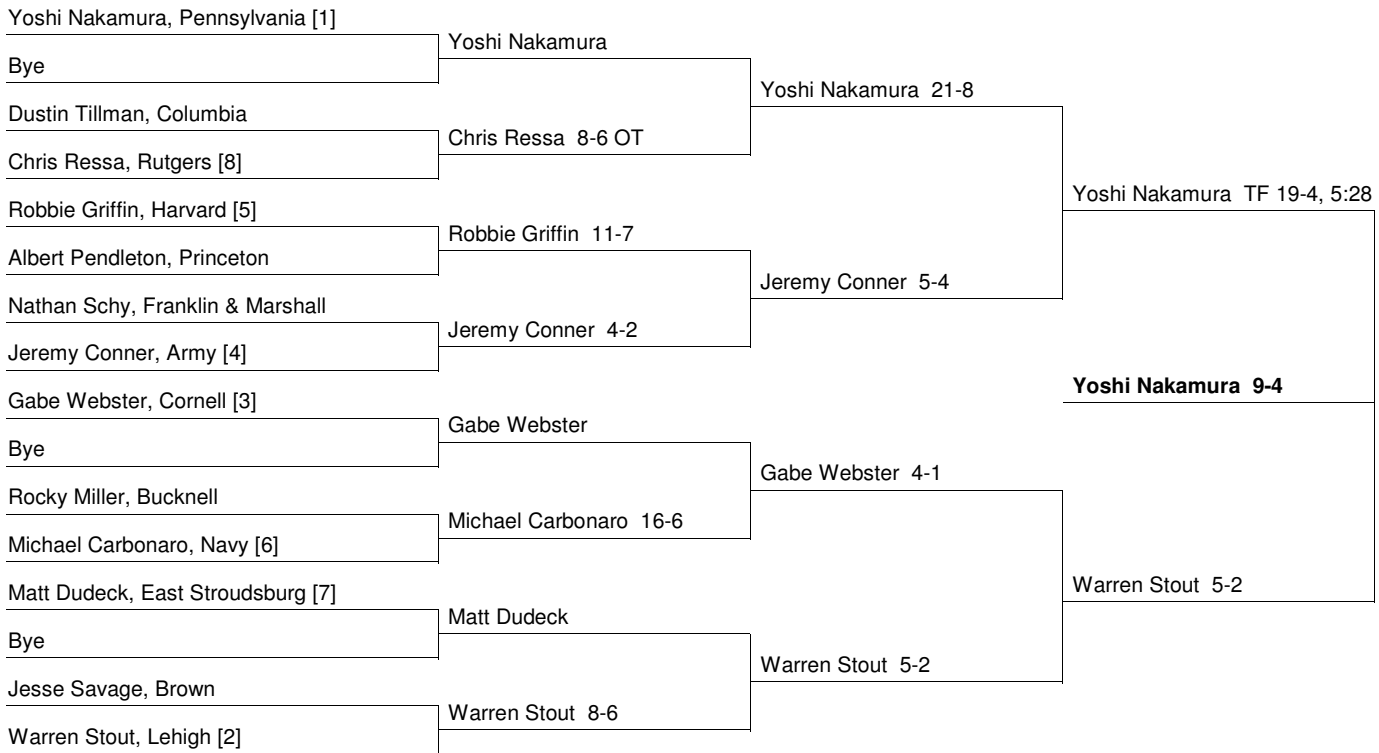 Yoshi Nakamura, Pennsylvania [1]
Bye
Dustin Tillman, Columbia
Chris Ressa, Rutgers [8]
Robbie Griffin, Harvard [5]
Albert Pendleton, Princeton
Nathan Schy, Franklin & Marshall
Jeremy Conner, Army [4]
Gabe Webster, Cornell [3]
Bye
Rocky Miller, Bucknell
Michael Carbonaro, Navy [6]
Matt Dudeck, East Stroudsburg [7]
Bye
Jesse Savage, Brown
Warren Stout, Lehigh [2]
Yoshi Nakamura
Chris Ressa 8-6 OT
Robbie Griffin 11-7
Jeremy Conner 4-2
Gabe Webster
Michael Carbonaro 16-6
Matt Dudeck
Warren Stout 8-6
Yoshi Nakamura 21-8
Jeremy Conner 5-4
Gabe Webster 4-1
Warren Stout 5-2
Yoshi Nakamura TF 19-4, 5:28
Warren Stout 5-2
Yoshi Nakamura 9-4